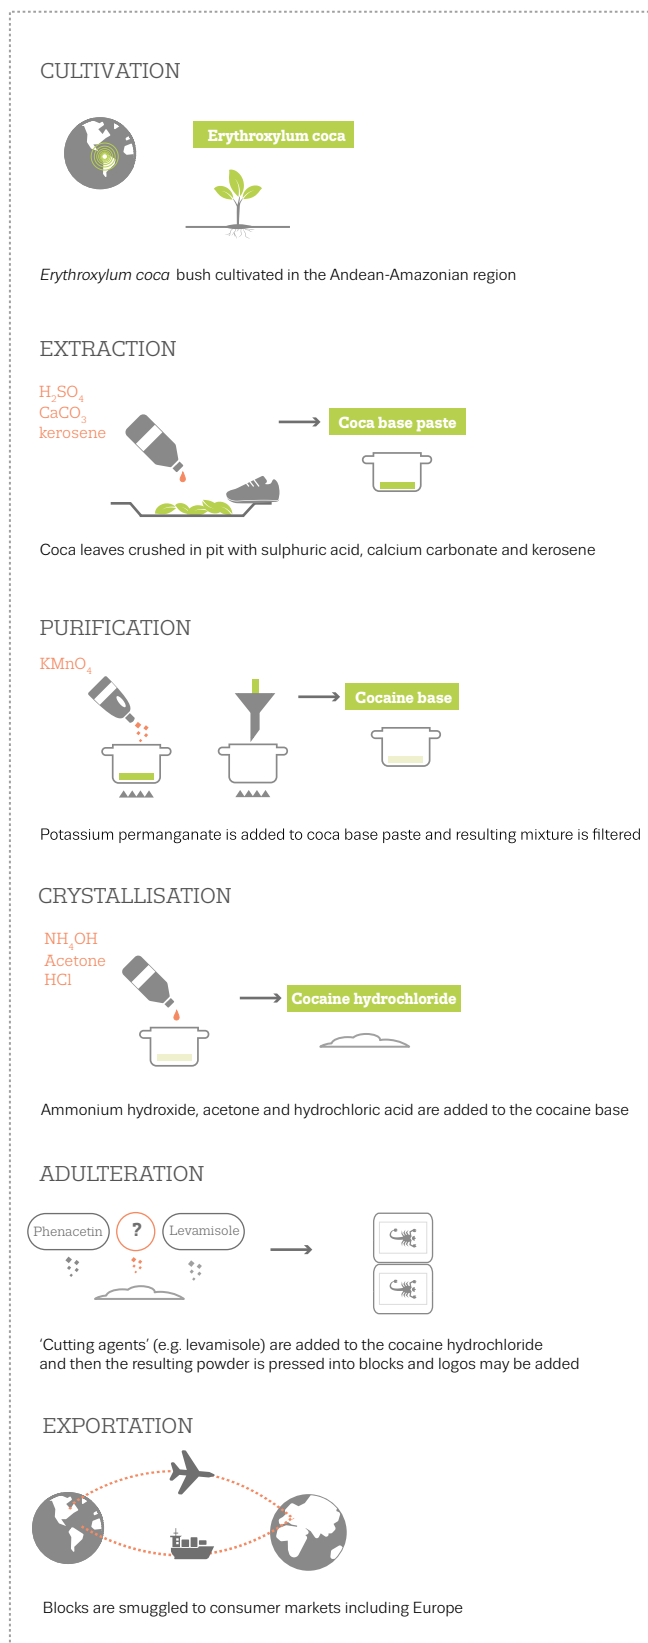 CULTIVATION
Erythroxylum coca
Erythroxylum coca bush cultivated in the Andean-Amazonian region
EXTRACTION
H₂SO₄
CaCO₃
kerosene
Coca base paste
Coca leaves crushed in pit with sulphuric acid, calcium carbonate and kerosene
PURIFICATION
KMnO₄
Cocaine base
Potassium permanganate is added to coca base paste and resulting mixture is filtered
CRYSTALLISATION
NH₄OH
Acetone
HCl
Cocaine hydrochloride
Ammonium hydroxide, acetone and hydrochloric acid are added to the cocaine base
ADULTERATION
Phenacetin ? Levamisole
‘Cutting agents’ (e.g. levamisole) are added to the cocaine hydrochloride
and then the resulting powder is pressed into blocks and logos may be added
EXPORTATION
Blocks are smuggled to consumer markets including Europe